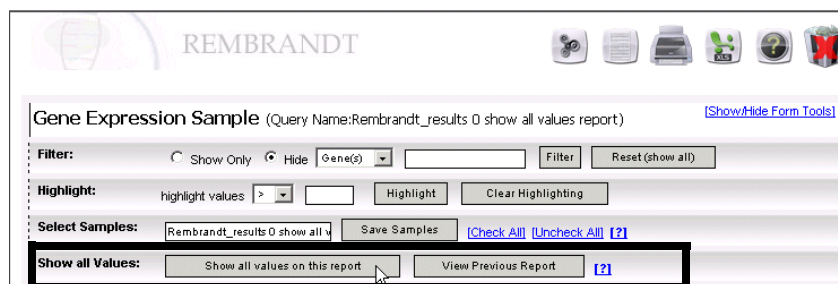 REMBRANDT
XLS ?
Gene Expression Sample (Query Name:Rembrandt_results 0 show all values report) [Show/Hide Form Tools]
Filter: Show Only Hide Gene(s) Filter Reset (show all)
Highlight: highlight values > Highlight Clear Highlighting
Select Samples: Rembrandt_results 0 show all v Save Samples [Check All] [Uncheck All] [?]
Show all Values: Show all values on this report View Previous Report [?]